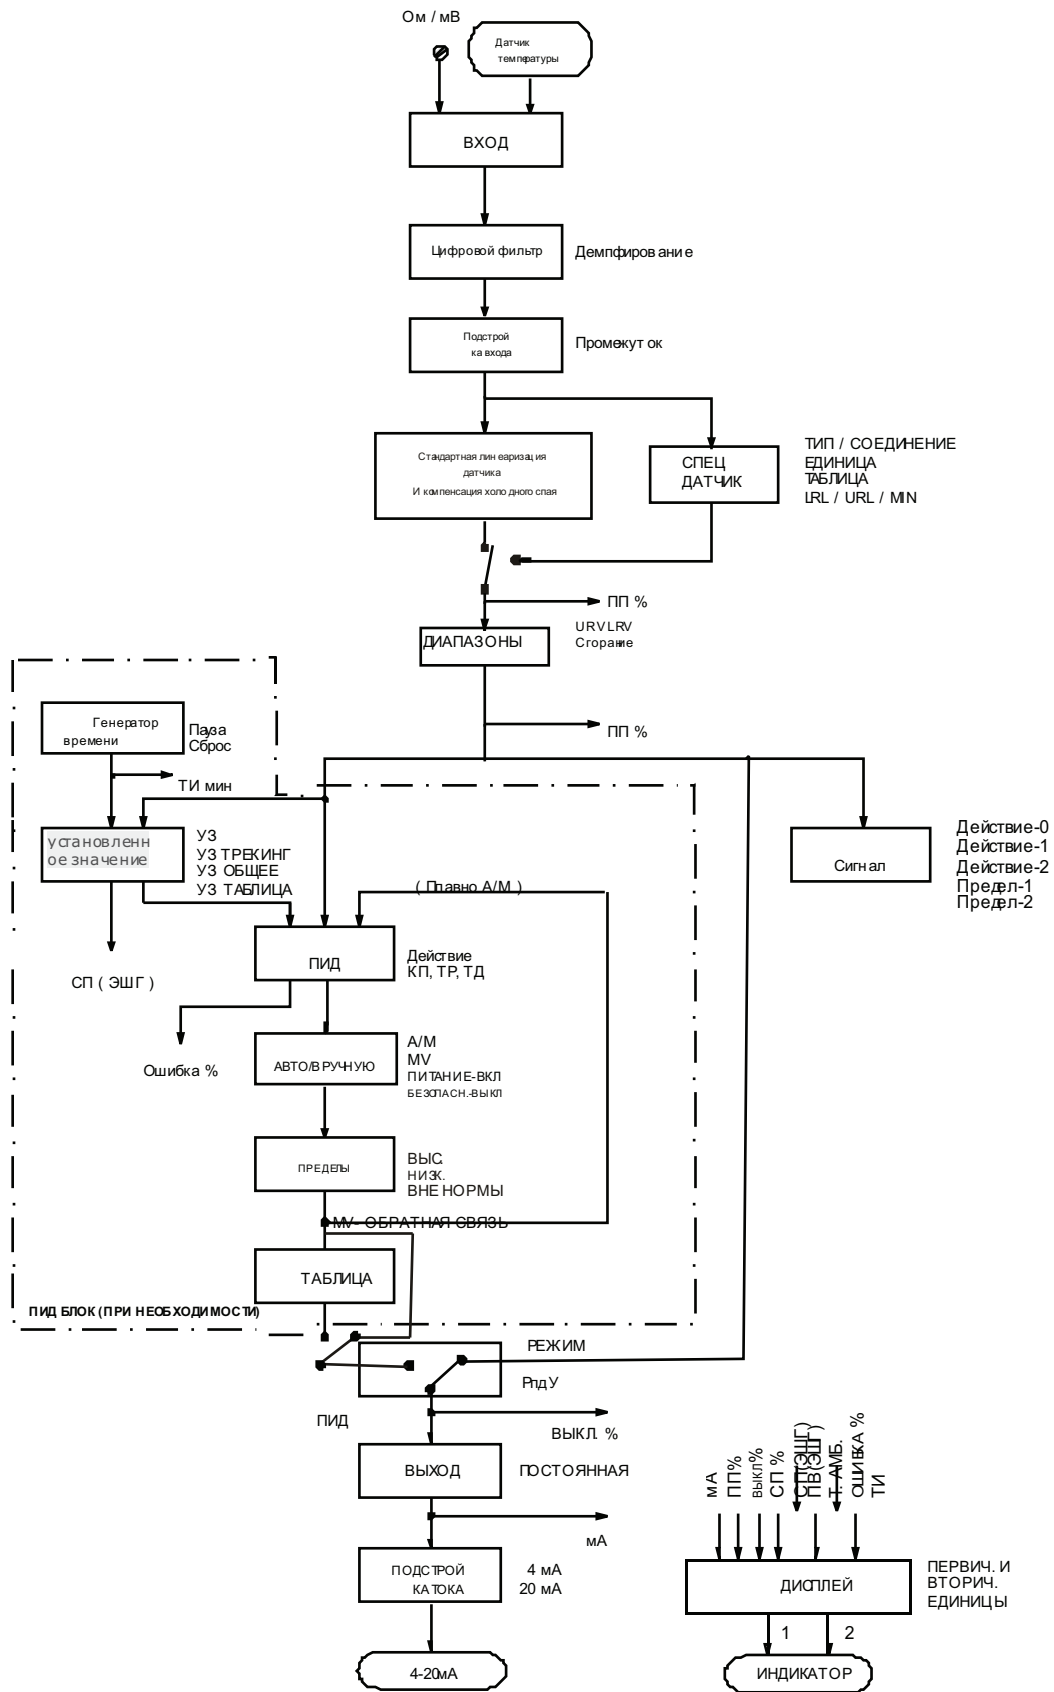 Ом / мВ
Датчик
температуры
ВХОД
Цифровой фильтр
Демпфирование
Подстрой
ка входа
Промежуток
Стандартная линеаризация
датчика
И компенсация холодного спая
СПЕЦ
ДАТЧИК
ТИП / СОЕДИНЕНИЕ
ЕДИНИЦА
ТАБЛИЦА
LRL / URL / MIN
ПП %
ДИАПАЗОНЫ
URV LRV
Сгорание
ПП %
Генератор
времени
Пауза
Сброс
ТИ мин
установленн
ое значение
УЗ
УЗ ТРЕКИНГ
УЗ ОБЩЕЕ
УЗ ТАБЛИЦА
Сигнал
Действие-0
Действие-1
Действие-2
Предел-1
Предел-2
( Плавно А/М )
ПИД
Действие
КП, ТР, ТД
СП ( ЭШГ )
Ошибка %
АВТО/ВРУЧНУЮ
А/М
MV
ПИТАНИЕ-ВКЛ
БЕЗОПАСН.-ВЫКЛ
ПРЕДЕЛЫ
ВЫС.
НИЗК.
ВНЕ НОРМЫ
MV- ОБРАТНАЯ СВЯЗЬ
ТАБЛИЦА
ПИД БЛОК (ПРИ НЕОБХОДИМОСТИ)
РЕЖИМ
РпдУ
ПИД
ВЫКЛ. %
ВЫХОД
ПОСТОЯННАЯ
мА
ПОДСТРОЙ
КА ТОКА
4 мА
20 мА
4-20мА
мА
ПП%
ВЫКЛ%
СП %
СП(ЭШГ)
ПВ(ЭШГ)
Т. АМБ.
ОШИБКА %
ТИ
ДИСПЛЕЙ
ПЕРВИЧ. И
ВТОРИЧ.
ЕДИНИЦЫ
1
2
ИНДИКАТОР